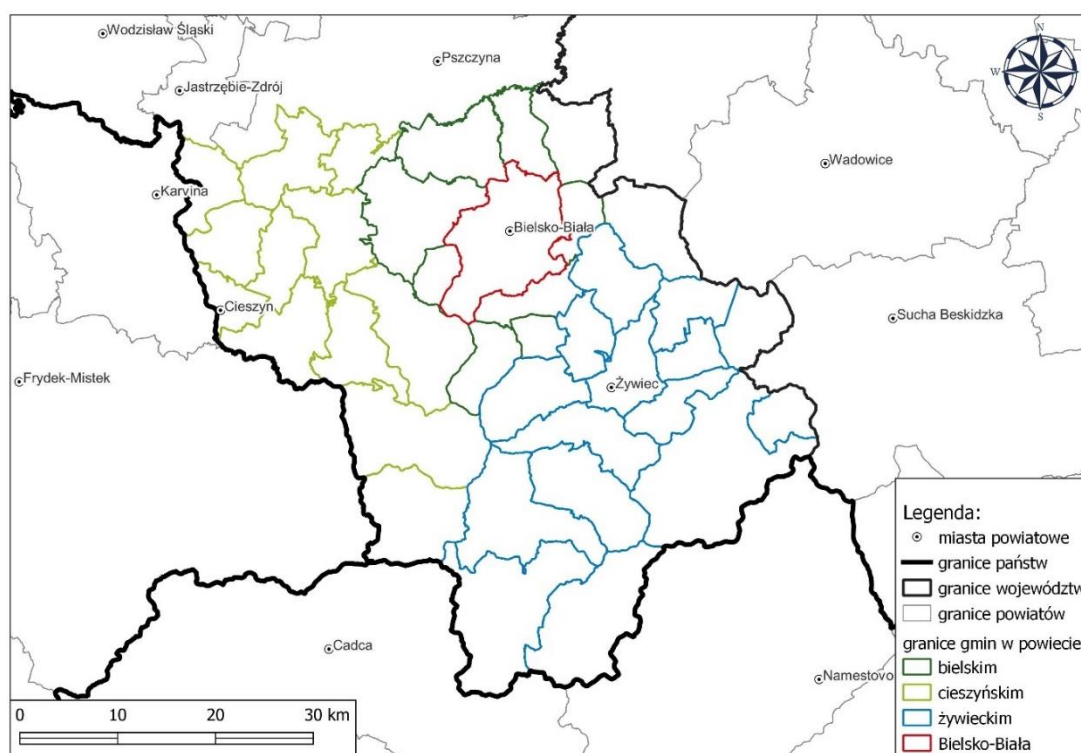 Wodzisław Śląski
Pszczyna
Jastrzębie-Zdrój
N
W
E
S
Wadowice
Karvina
Bielsko-Biała
Cieszyn
Sucha Beskidzka
Frydek-Mistek
Żywiec
Cadca
Namestovo
Legenda:
miasta powiatowe
granice państw
granice województw
granice powiatów
granice gmin w powiecie
bielskim
cieszyńskim
żywieckim
Bielsko-Biała
0 10 20 30 km